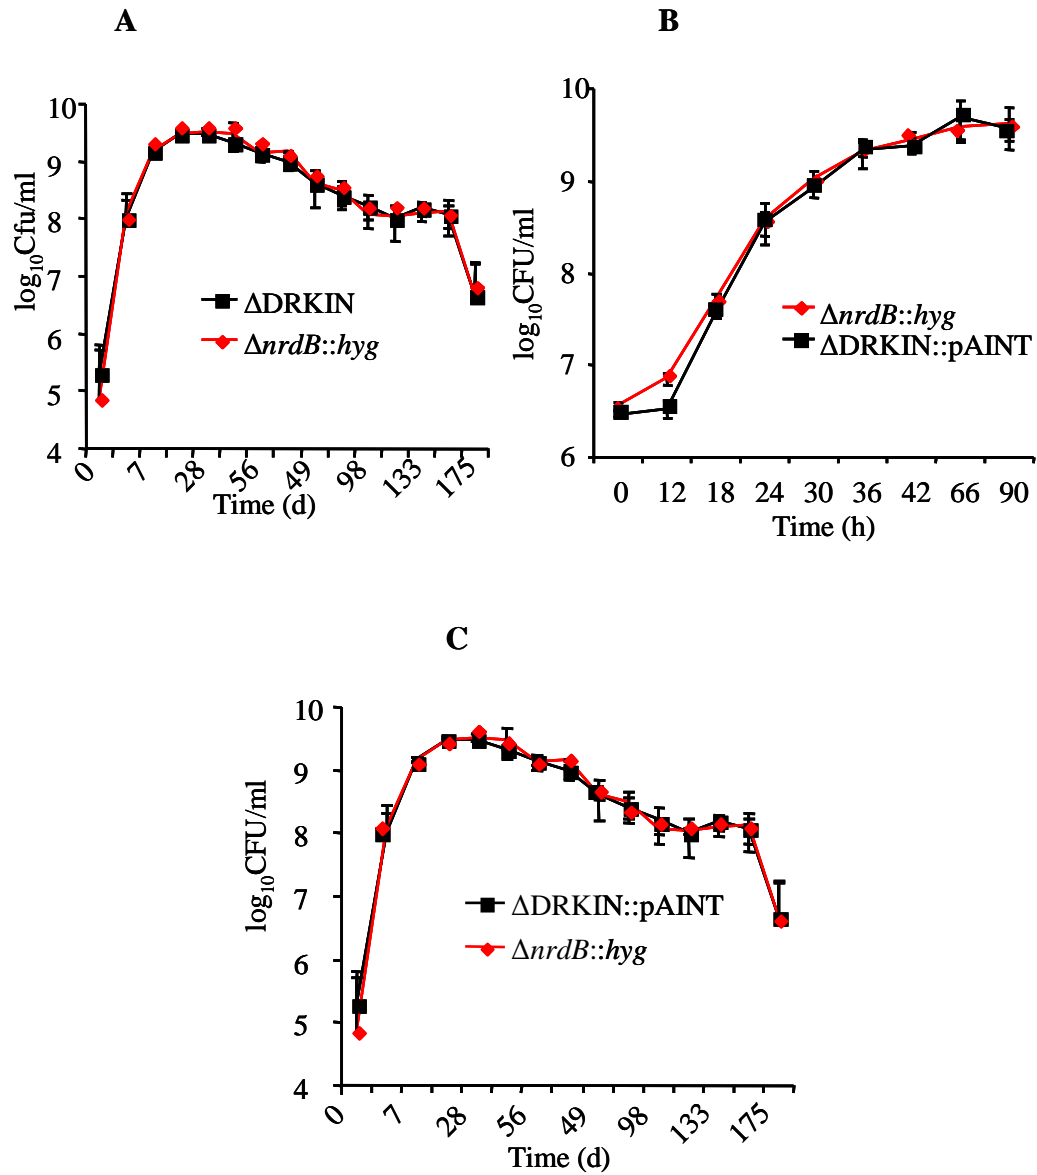 A
10
9
8
7
6
5
4
log10Cfu/ml
ΔDRKIN
ΔnrdB::hyg
0 7 28 56 49 98 133 175
Time (d)
B
10
9
8
7
6
log10CFU/ml
ΔnrdB::hyg
ΔDRKIN::pAINT
0 12 18 24 30 36 42 66 90
Time (h)
C
10
9
8
7
6
5
4
log10CFU/ml
ΔDRKIN::pAINT
ΔnrdB::hyg
0 7 28 56 49 98 133 175
Time (d)